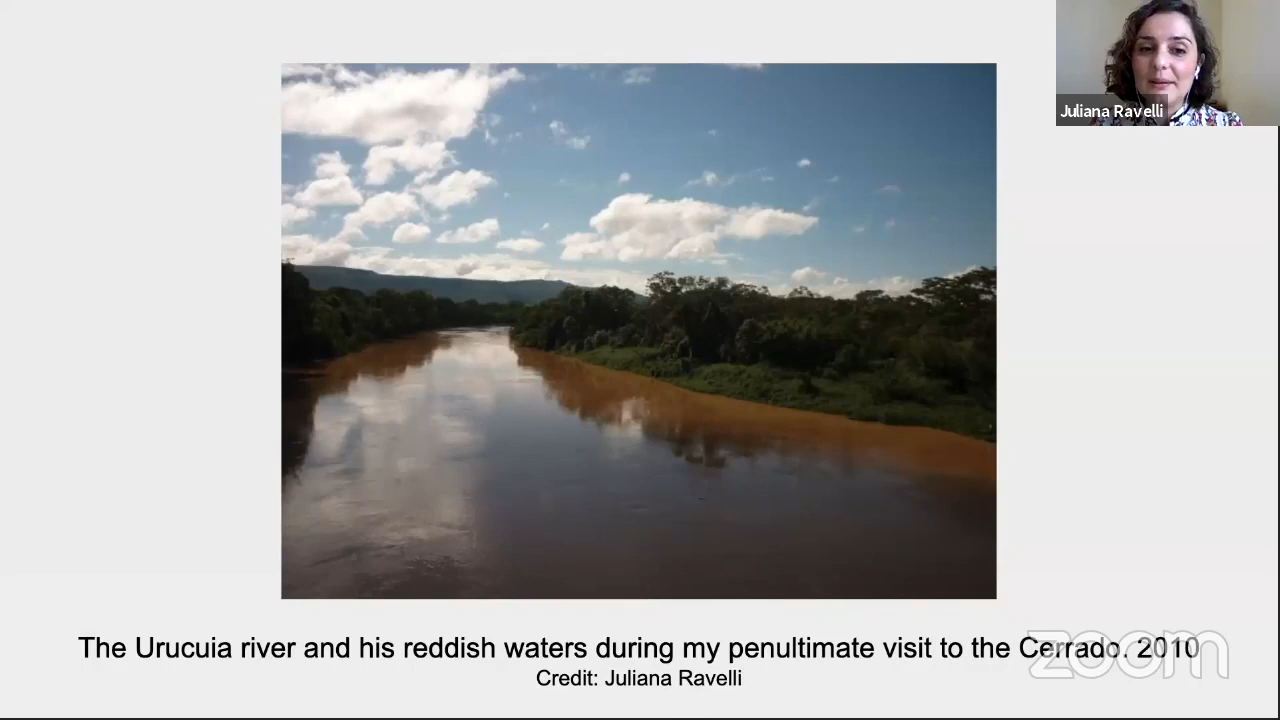 Juliana Ravelli
The Urucuia river and his reddish waters during my penultimate visit to the Cerrado. 2010
Credit: Juliana Ravelli
zoom